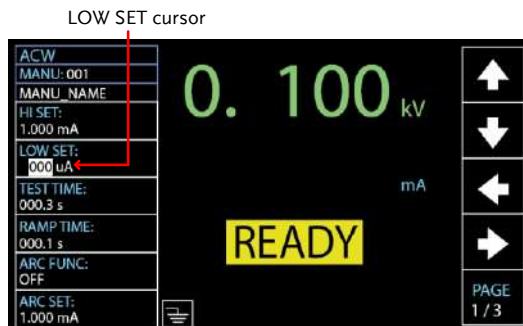 LOW SET cursor
ACW
MANU: 001
MANU_NAME
HI SET:
1.000 mA
LOW SET:
000 uA
TEST TIME:
000.3 s
RAMP TIME:
000.1 s
ARC FUNC:
OFF
ARC SET:
1.000 mA
0. 100 kV
mA
READY
PAGE
1/3